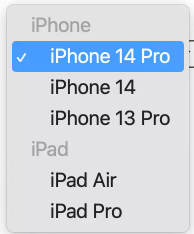 iPhone
✓ iPhone 14 Pro
iPhone 14
iPhone 13 Pro
iPad
iPad Air
iPad Pro